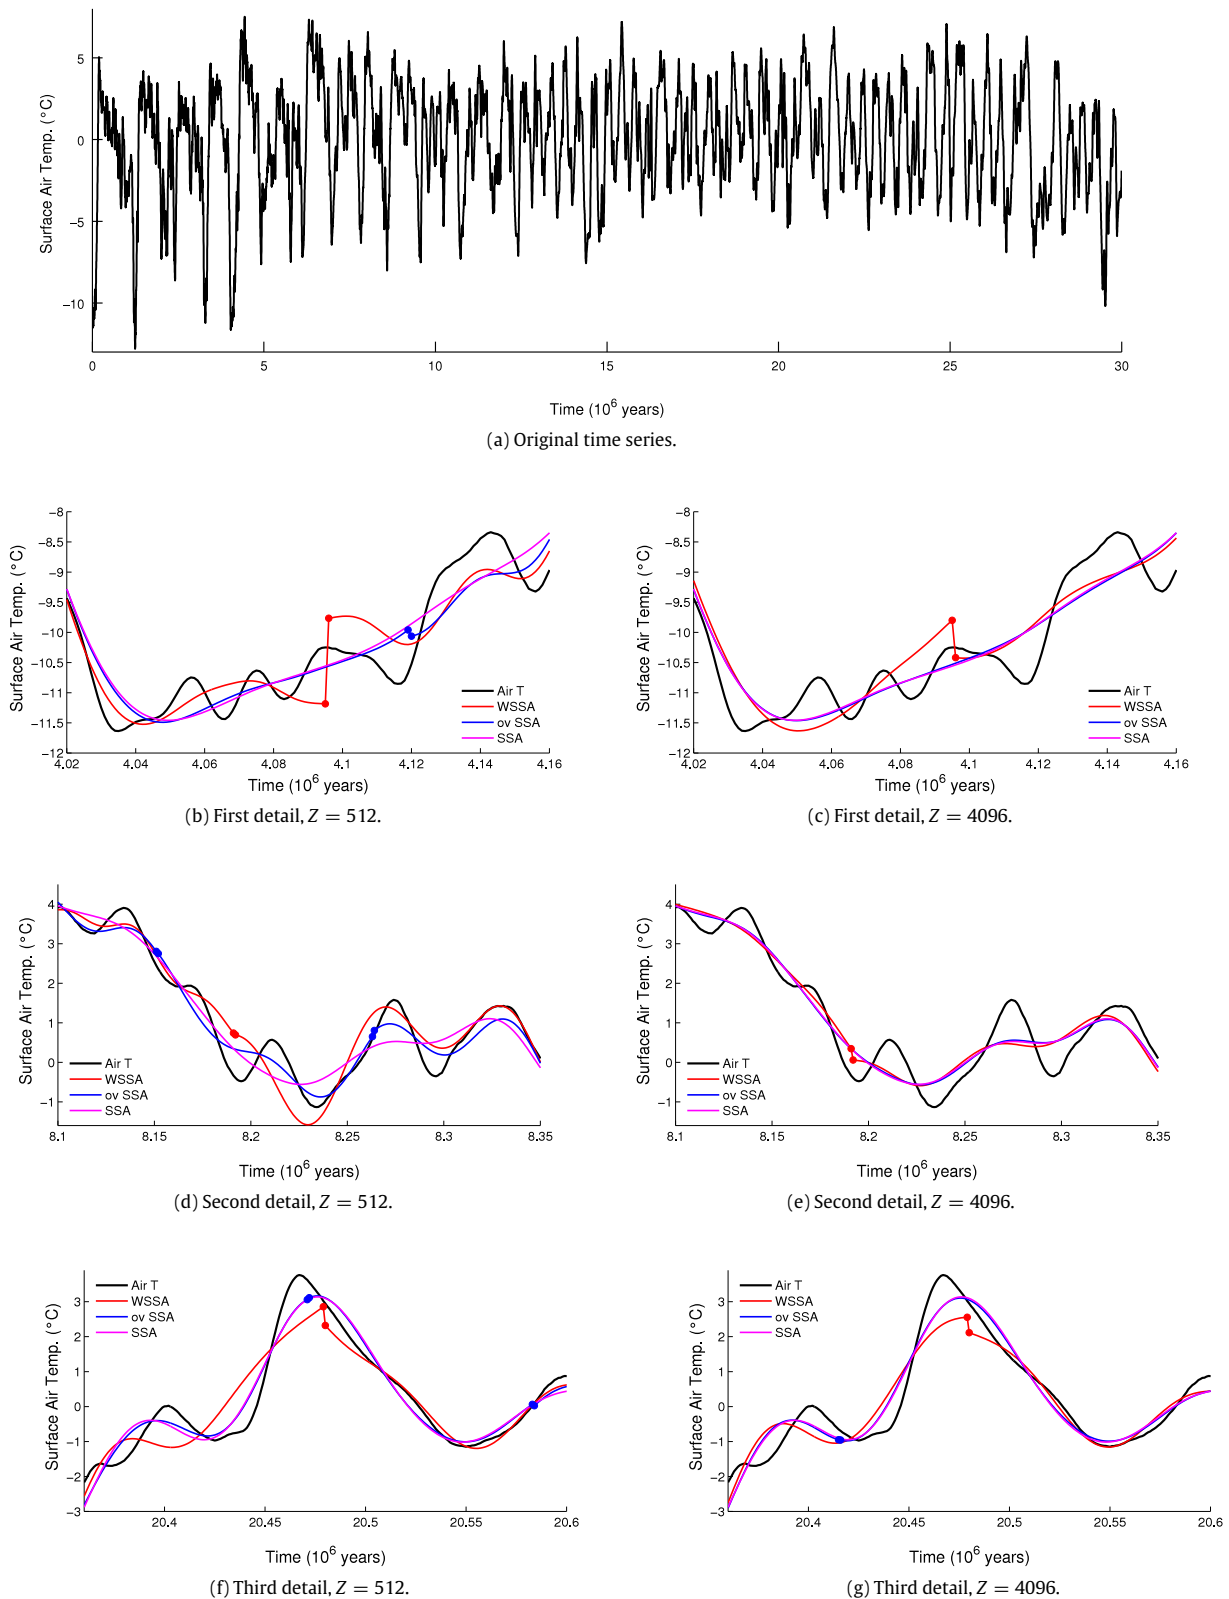 Surface Air Temp. (°C)
5
0
−5
−10
0 5 10 15 20 25 30
Time (10^6 years)
(a) Original time series.
Surface Air Temp. (°C)
−8
−8.5
−9
−9.5
−10
−10.5
−11
−11.5
−12
4.02 4.04 4.06 4.08 4.1 4.12 4.14 4.16
Air T
WSSA
ov SSA
SSA
Time (10^6 years)
(b) First detail, Z = 512.
Surface Air Temp. (°C)
−8
−8.5
−9
−9.5
−10
−10.5
−11
−11.5
−12
4.02 4.04 4.06 4.08 4.1 4.12 4.14 4.16
Air T
WSSA
ov SSA
SSA
Time (10^6 years)
(c) First detail, Z = 4096.
Surface Air Temp. (°C)
4
3
2
1
0
−1
8.1 8.15 8.2 8.25 8.3 8.35
Air T
WSSA
ov SSA
SSA
Time (10^6 years)
(d) Second detail, Z = 512.
Surface Air Temp. (°C)
4
3
2
1
0
−1
8.1 8.15 8.2 8.25 8.3 8.35
Air T
WSSA
ov SSA
SSA
Time (10^6 years)
(e) Second detail, Z = 4096.
Surface Air Temp. (°C)
3
2
1
0
−1
−2
−3
20.4 20.45 20.5 20.55 20.6
Air T
WSSA
ov SSA
SSA
Time (10^6 years)
(f) Third detail, Z = 512.
Surface Air Temp. (°C)
3
2
1
0
−1
−2
−3
20.4 20.45 20.5 20.55 20.6
Air T
WSSA
ov SSA
SSA
Time (10^6 years)
(g) Third detail, Z = 4096.